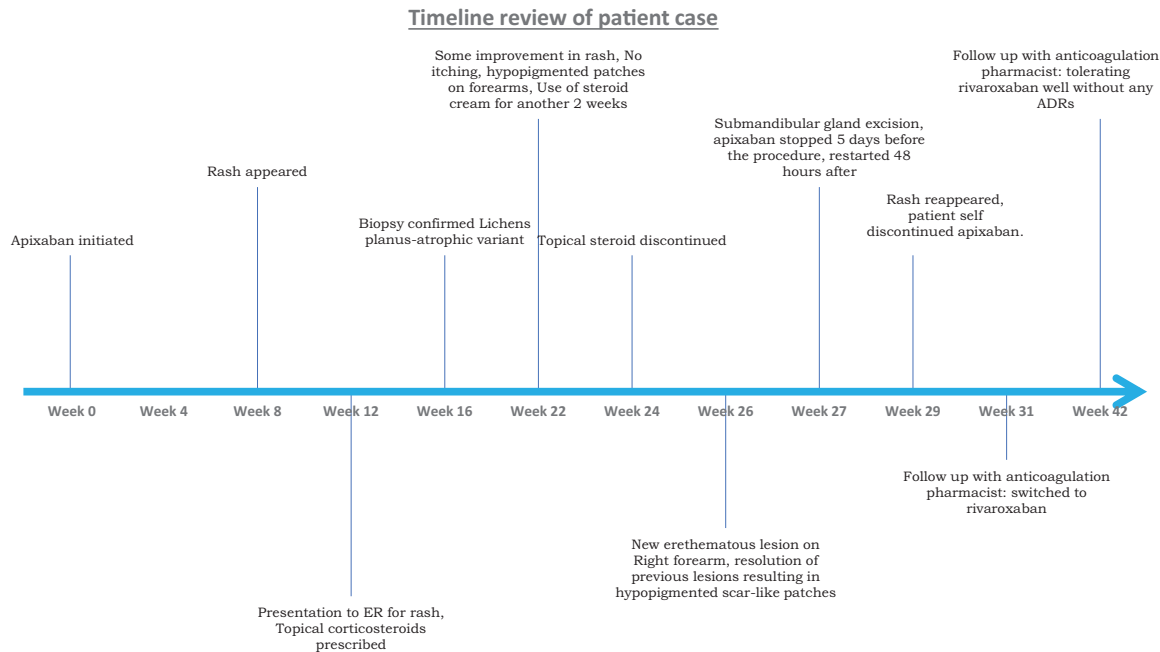 Timeline review of patient case
Some improvement in rash, No
itching, hypopigmented patches
on forearms, Use of steroid
cream for another 2 weeks
Follow up with anticoagulation
pharmacist: tolerating
rivaroxaban well without any
ADRs
Submandibular gland excision,
apixaban stopped 5 days before
the procedure, restarted 48
hours after
Rash appeared
Rash reappeared,
patient self
discontinued apixaban.
Apixaban initiated
Biopsy confirmed Lichens
planus-atrophic variant
Topical steroid discontinued
Week 0
Week 4
Week 8
Week 12
Week 16
Week 22
Week 24
Week 26
Week 27
Week 29
Week 31
Week 42
Follow up with anticoagulation
pharmacist: switched to
rivaroxaban
New erethematous lesion on
Right forearm, resolution of
previous lesions resulting in
hypopigmented scar-like patches
Presentation to ER for rash,
Topical corticosteroids
prescribed